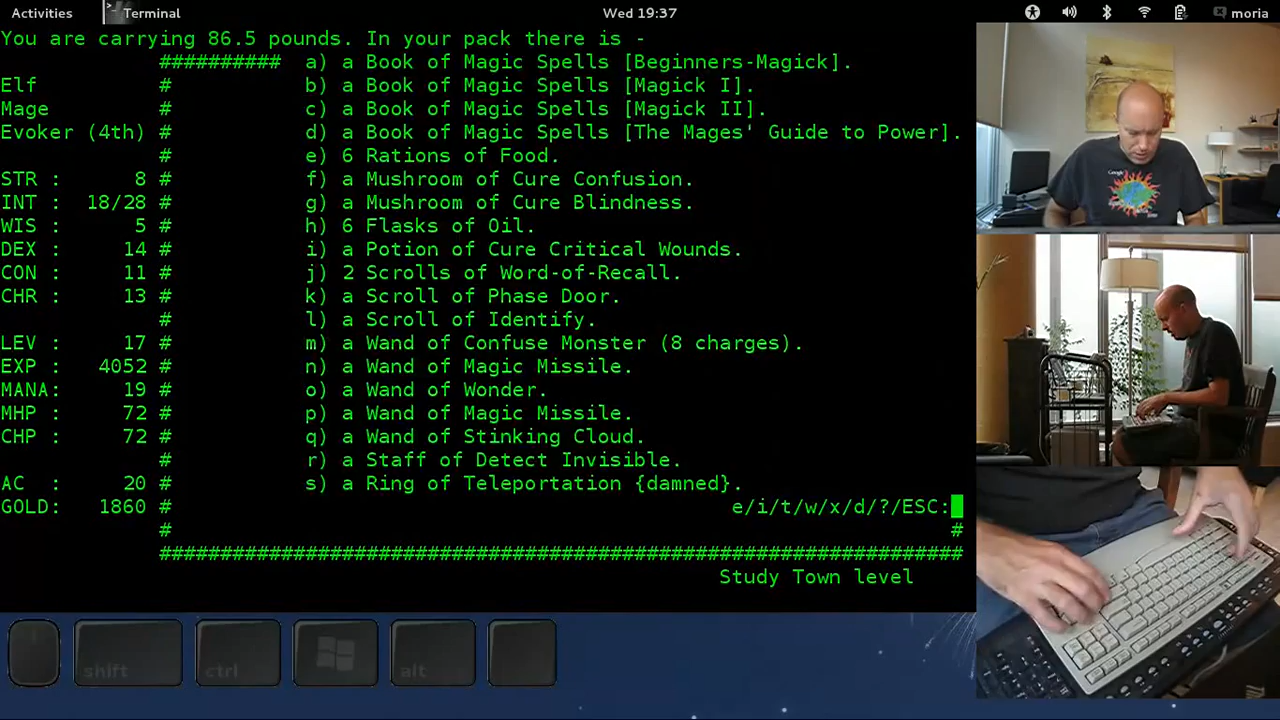 Activities Terminal Wed 19:37 moria
You are carrying 86.5 pounds. In your pack there is -
########## a) a Book of Magic Spells [Beginners-Magick].
Elf # b) a Book of Magic Spells [Magick I].
Mage # c) a Book of Magic Spells [Magick II].
Evoker (4th) # d) a Book of Magic Spells [The Mages' Guide to Power].
# e) 6 Rations of Food.
STR : 8 # f) a Mushroom of Cure Confusion.
INT : 18/28 # g) a Mushroom of Cure Blindness.
WIS : 5 # h) 6 Flasks of Oil.
DEX : 14 # i) a Potion of Cure Critical Wounds.
CON : 11 # j) 2 Scrolls of Word-of-Recall.
CHR : 13 # k) a Scroll of Phase Door.
# l) a Scroll of Identify.
LEV : 17 # m) a Wand of Confuse Monster (8 charges).
EXP : 4052 # n) a Wand of Magic Missile.
MANA: 19 # o) a Wand of Wonder.
MHP : 72 # p) a Wand of Magic Missile.
CHP : 72 # q) a Wand of Stinking Cloud.
# r) a Staff of Detect Invisible.
AC : 20 # s) a Ring of Teleportation {damned}.
GOLD: 1860 # e/i/t/w/x/d/?/ESC:
# #
##################################################################
Study Town level
shift ctrl alt
Google